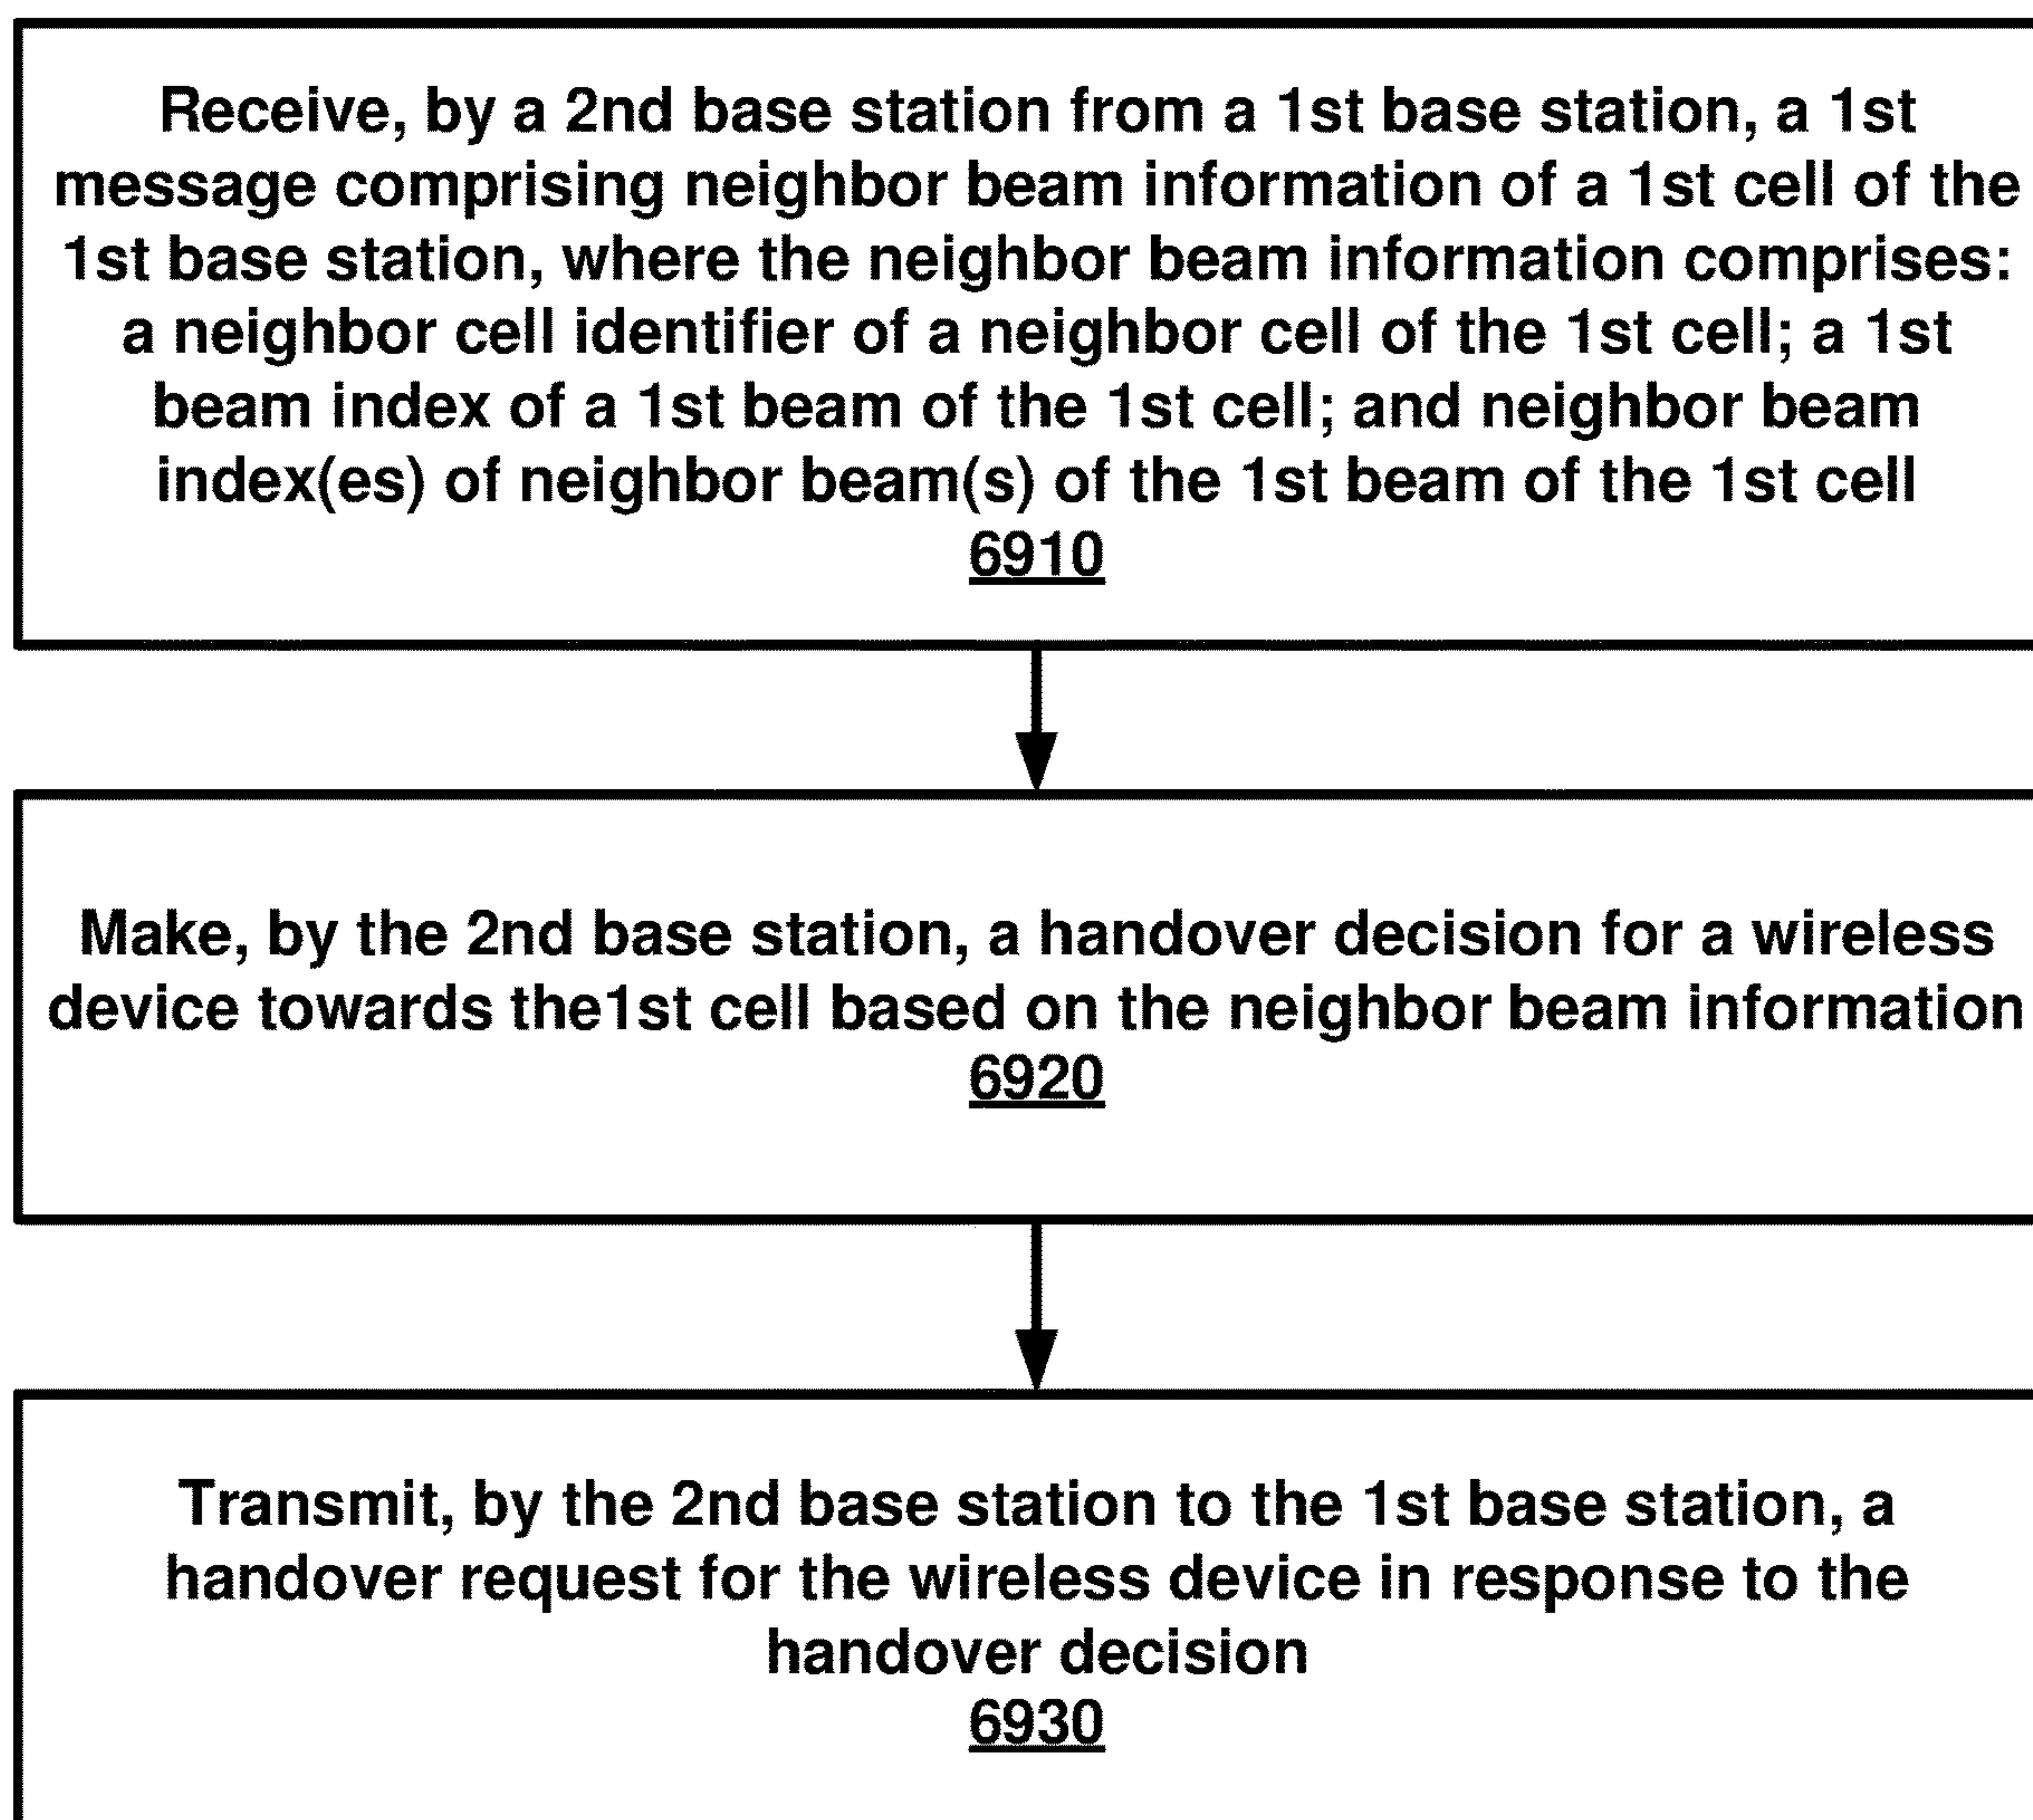 Receive, by a 2nd base station from a 1st base station, a 1st
message comprising neighbor beam information of a 1st cell of the
1st base station, where the neighbor beam information comprises:
a neighbor cell identifier of a neighbor cell of the 1st cell; a 1st
beam index of a 1st beam of the 1st cell; and neighbor beam
index(es) of neighbor beam(s) of the 1st beam of the 1st cell
6910
Make, by the 2nd base station, a handover decision for a wireless
device towards the1st cell based on the neighbor beam information
6920
Transmit, by the 2nd base station to the 1st base station, a
handover request for the wireless device in response to the
handover decision
6930